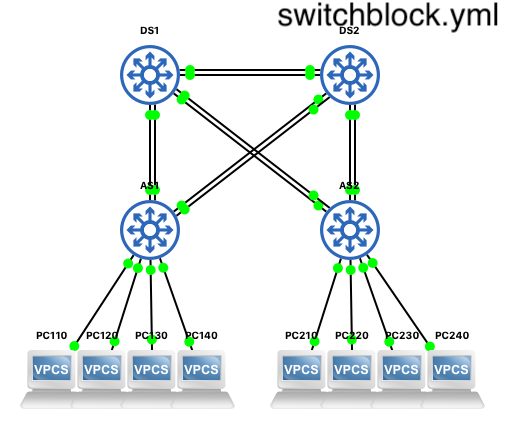 switchblock.yml
DS1 DS2
AS1 AS2
PC110 PC120 PC130 PC140 PC210 PC220 PC230 PC240
VPCS VPCS VPCS VPCS VPCS VPCS VPCS VPCS